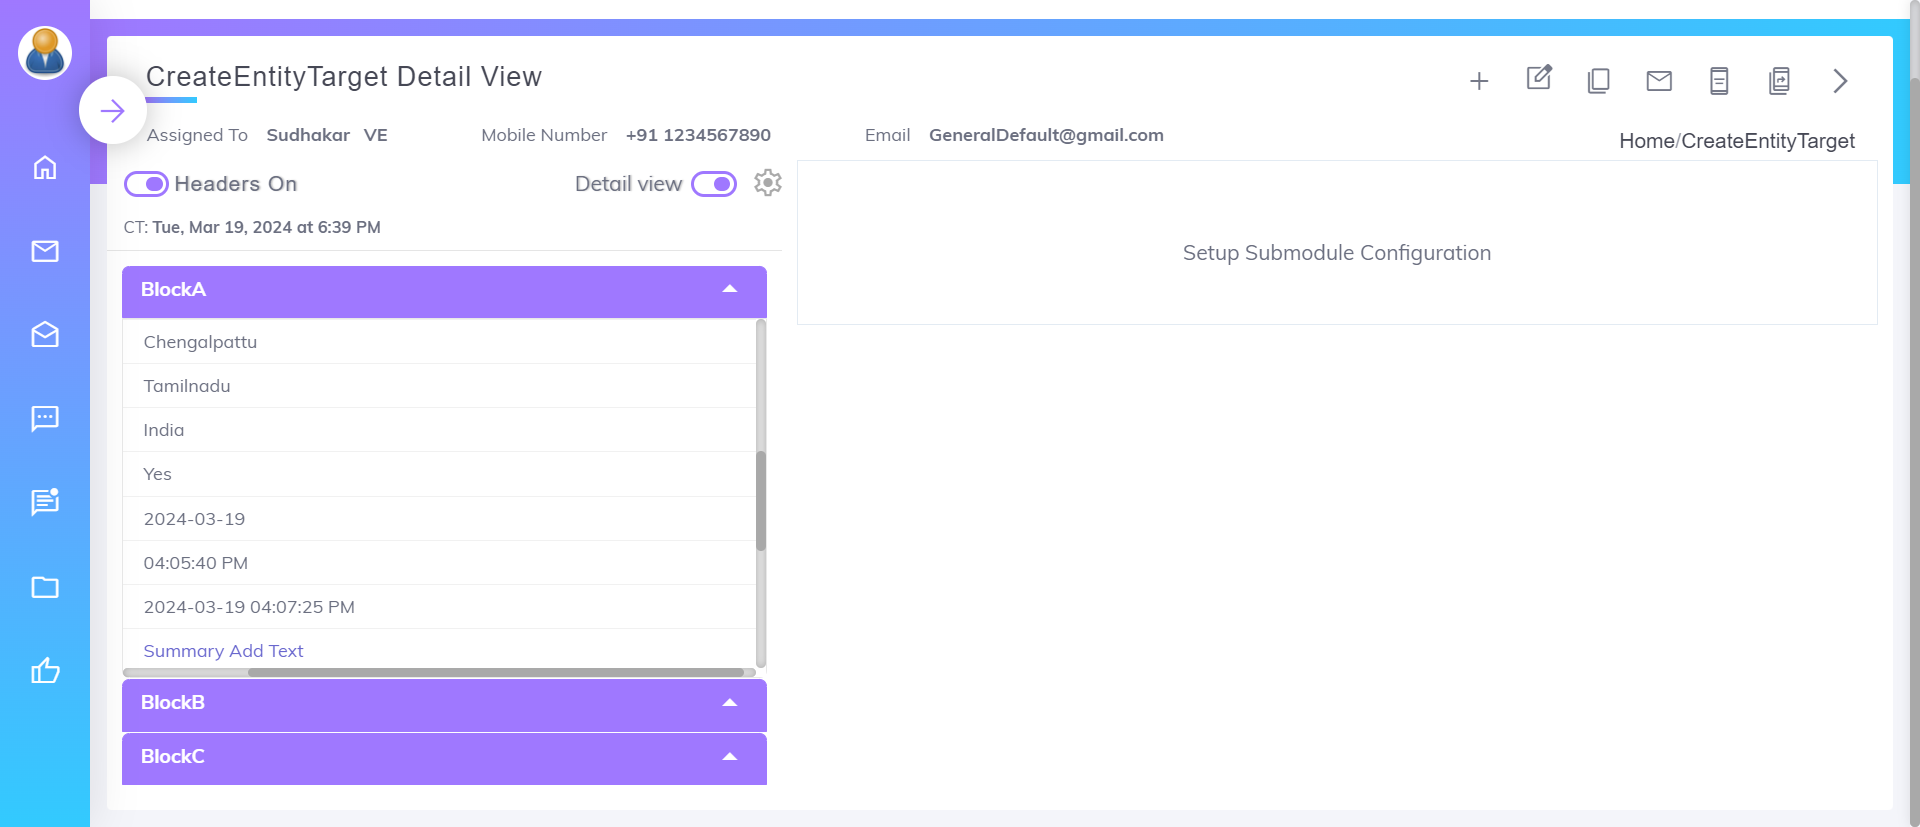 CreateEntityTarget Detail View
Assigned To Sudhakar VE Mobile Number +91 1234567890 Email GeneralDefault@gmail.com
Home/CreateEntityTarget
Headers On Detail view
CT: Tue, Mar 19, 2024 at 6:39 PM
Setup Submodule Configuration
BlockA
Chengalpattu
Tamilnadu
India
Yes
2024-03-19
04:05:40 PM
2024-03-19 04:07:25 PM
Summary Add Text
BlockB
BlockC